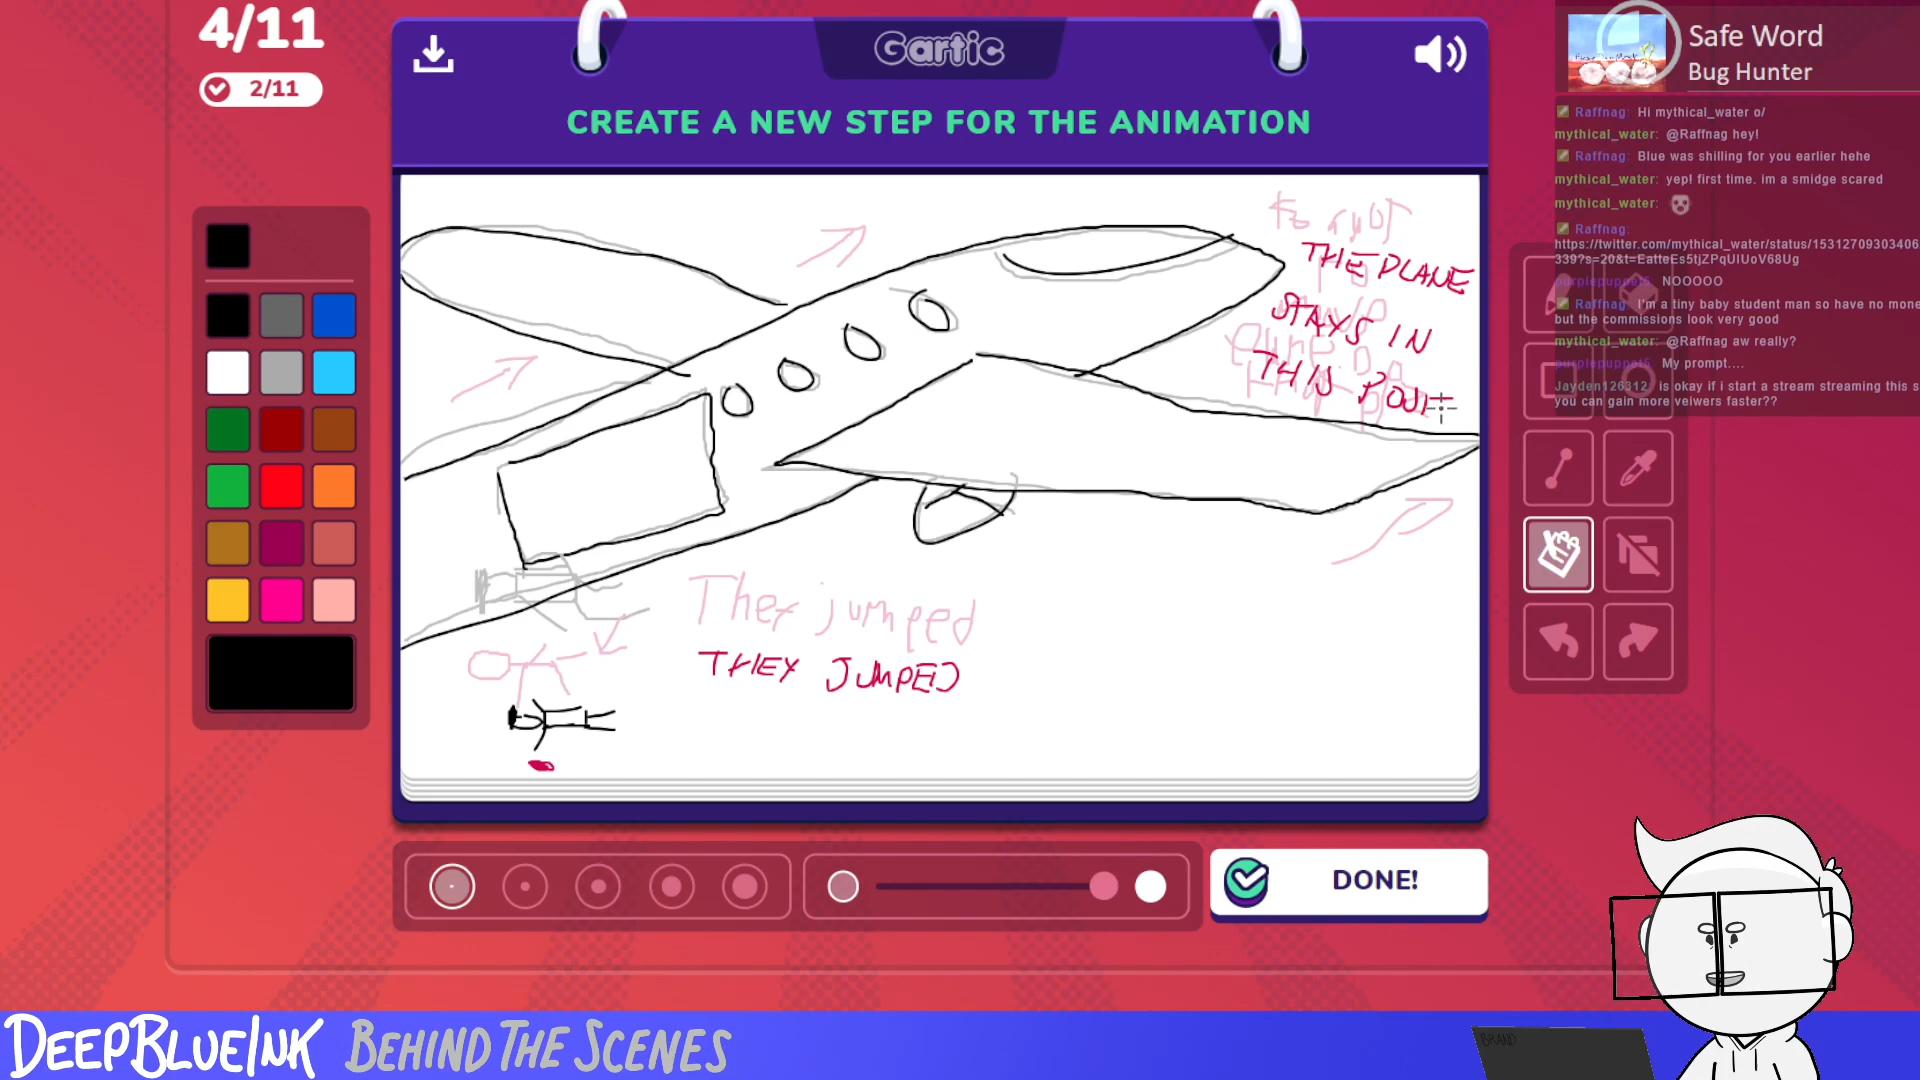 4/11
2/11
Gartic
CREATE A NEW STEP FOR THE ANIMATION
THE PLANE
STAYS IN
THIS POSIT
They jumped
THEY JUMPED
DONE!
Safe Word
Bug Hunter
Raffnag: Hi mythical_water o/
mythical_water: @Raffnag hey!
Raffnag: Blue was shilling for you earlier hehe
mythical_water: yep! first time. im a smidge scared
mythical_water:
Raffnag:
https://twitter.com/mythical_water/status/15312709303406
339?s=20&t=EatteEs5tjZPqUIUoV68Ug
purplepuppet5: NOOOOO
Raffnag: I'm a tiny baby student man so have no mone
but the commissions look very good
mythical_water: @Raffnag aw really?
purplepuppet5: My prompt....
Jayden126312: is okay if i start a stream streaming this s
you can gain more veiwers faster??
BRAND
DEEPBLUEINK BEHIND THE SCENES